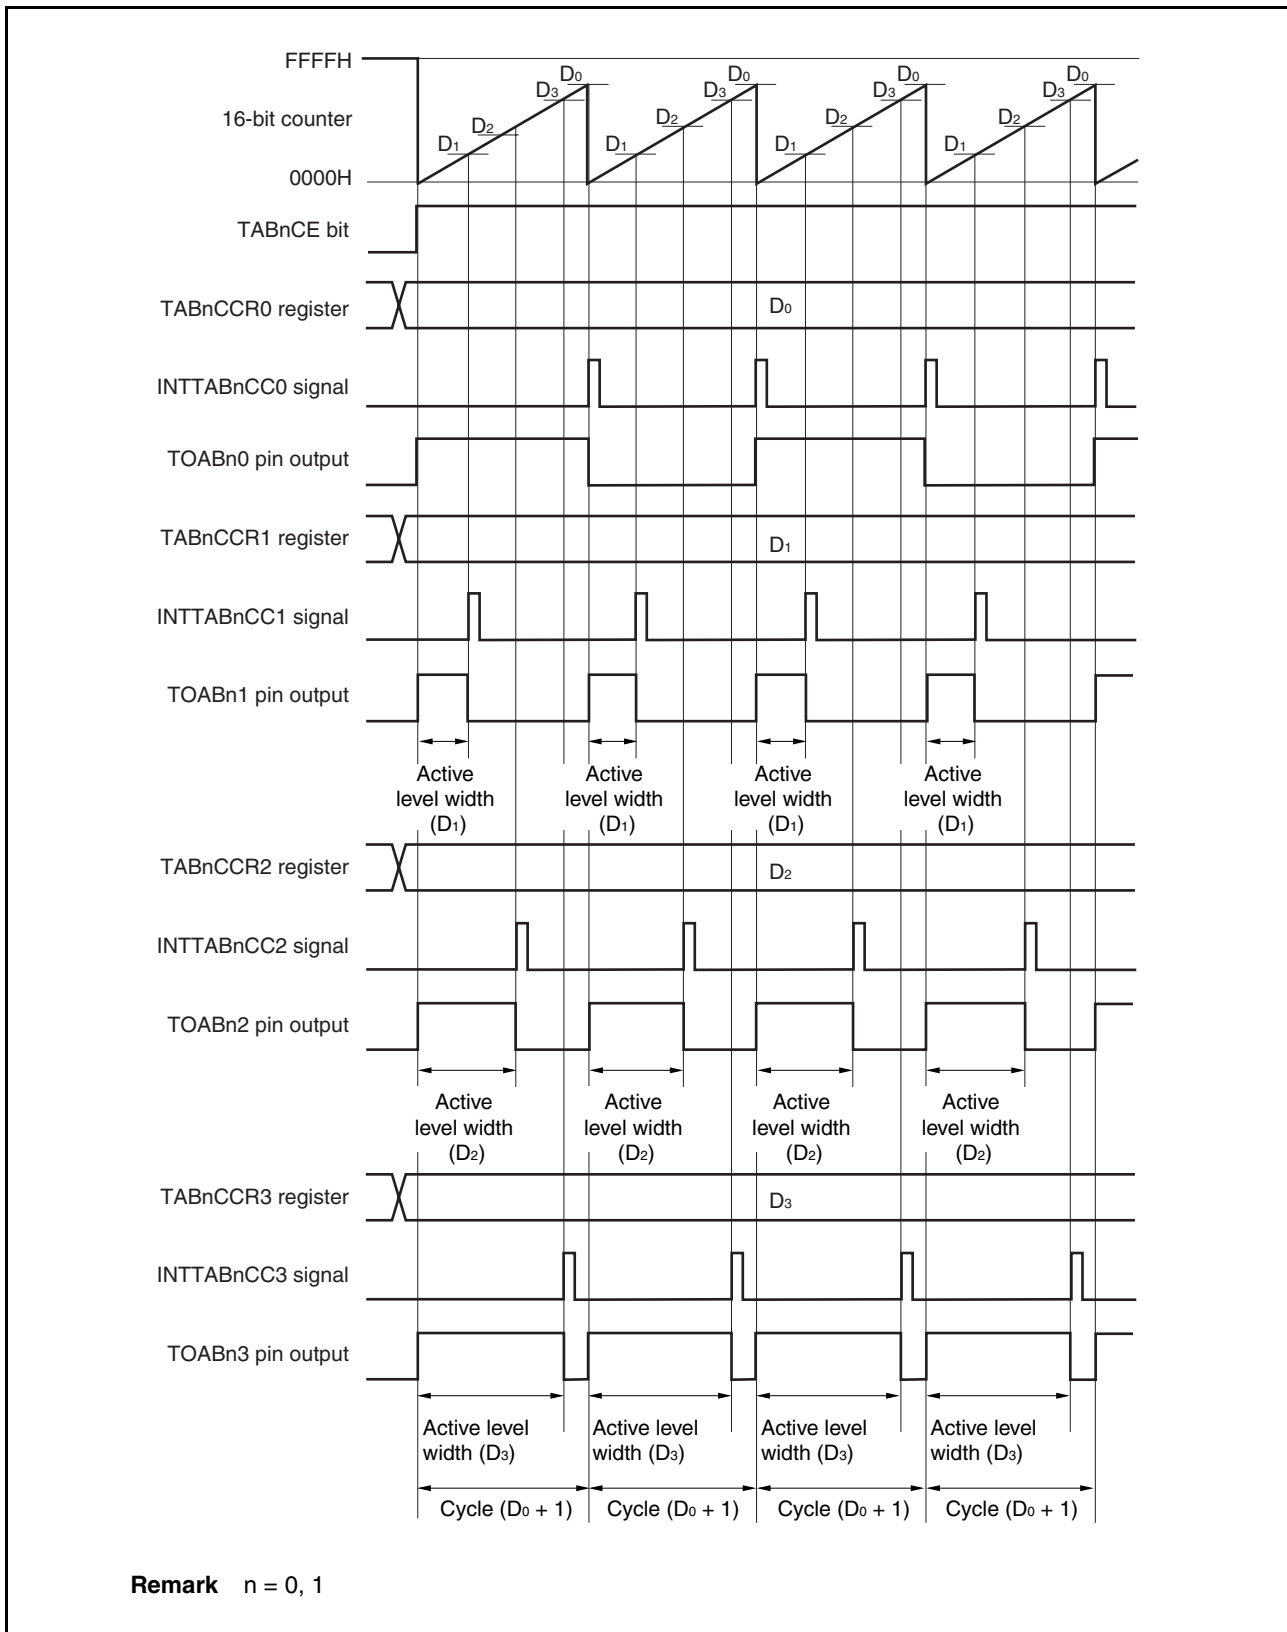 FFFFH
D0 D0 D0 D0
D3 D3 D3 D3
16-bit counter
D2 D2 D2 D2
D1 D1 D1 D1
0000H
TABnCE bit
TABnCCR0 register D0
INTTABnCC0 signal
TOABn0 pin output
TABnCCR1 register D1
INTTABnCC1 signal
TOABn1 pin output
Active Active Active Active
level width level width level width level width
(D1) (D1) (D1) (D1)
TABnCCR2 register D2
INTTABnCC2 signal
TOABn2 pin output
Active Active Active Active
level width level width level width level width
(D2) (D2) (D2) (D2)
TABnCCR3 register D3
INTTABnCC3 signal
TOABn3 pin output
Active level Active level Active level Active level
width (D3) width (D3) width (D3) width (D3)
Cycle (D0 + 1) Cycle (D0 + 1) Cycle (D0 + 1) Cycle (D0 + 1)
Remark n = 0, 1